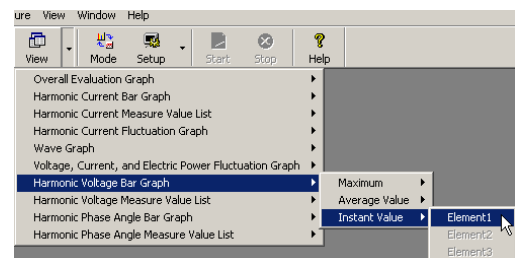 ure View Window Help
View Mode Setup Start Stop Help
Overall Evaluation Graph
Harmonic Current Bar Graph
Harmonic Current Measure Value List
Harmonic Current Fluctuation Graph
Wave Graph
Voltage, Current, and Electric Power Fluctuation Graph
Harmonic Voltage Bar Graph Maximum
Harmonic Voltage Measure Value List Average Value
Harmonic Phase Angle Bar Graph Instant Value Element1
Harmonic Phase Angle Measure Value List Element2
Element3